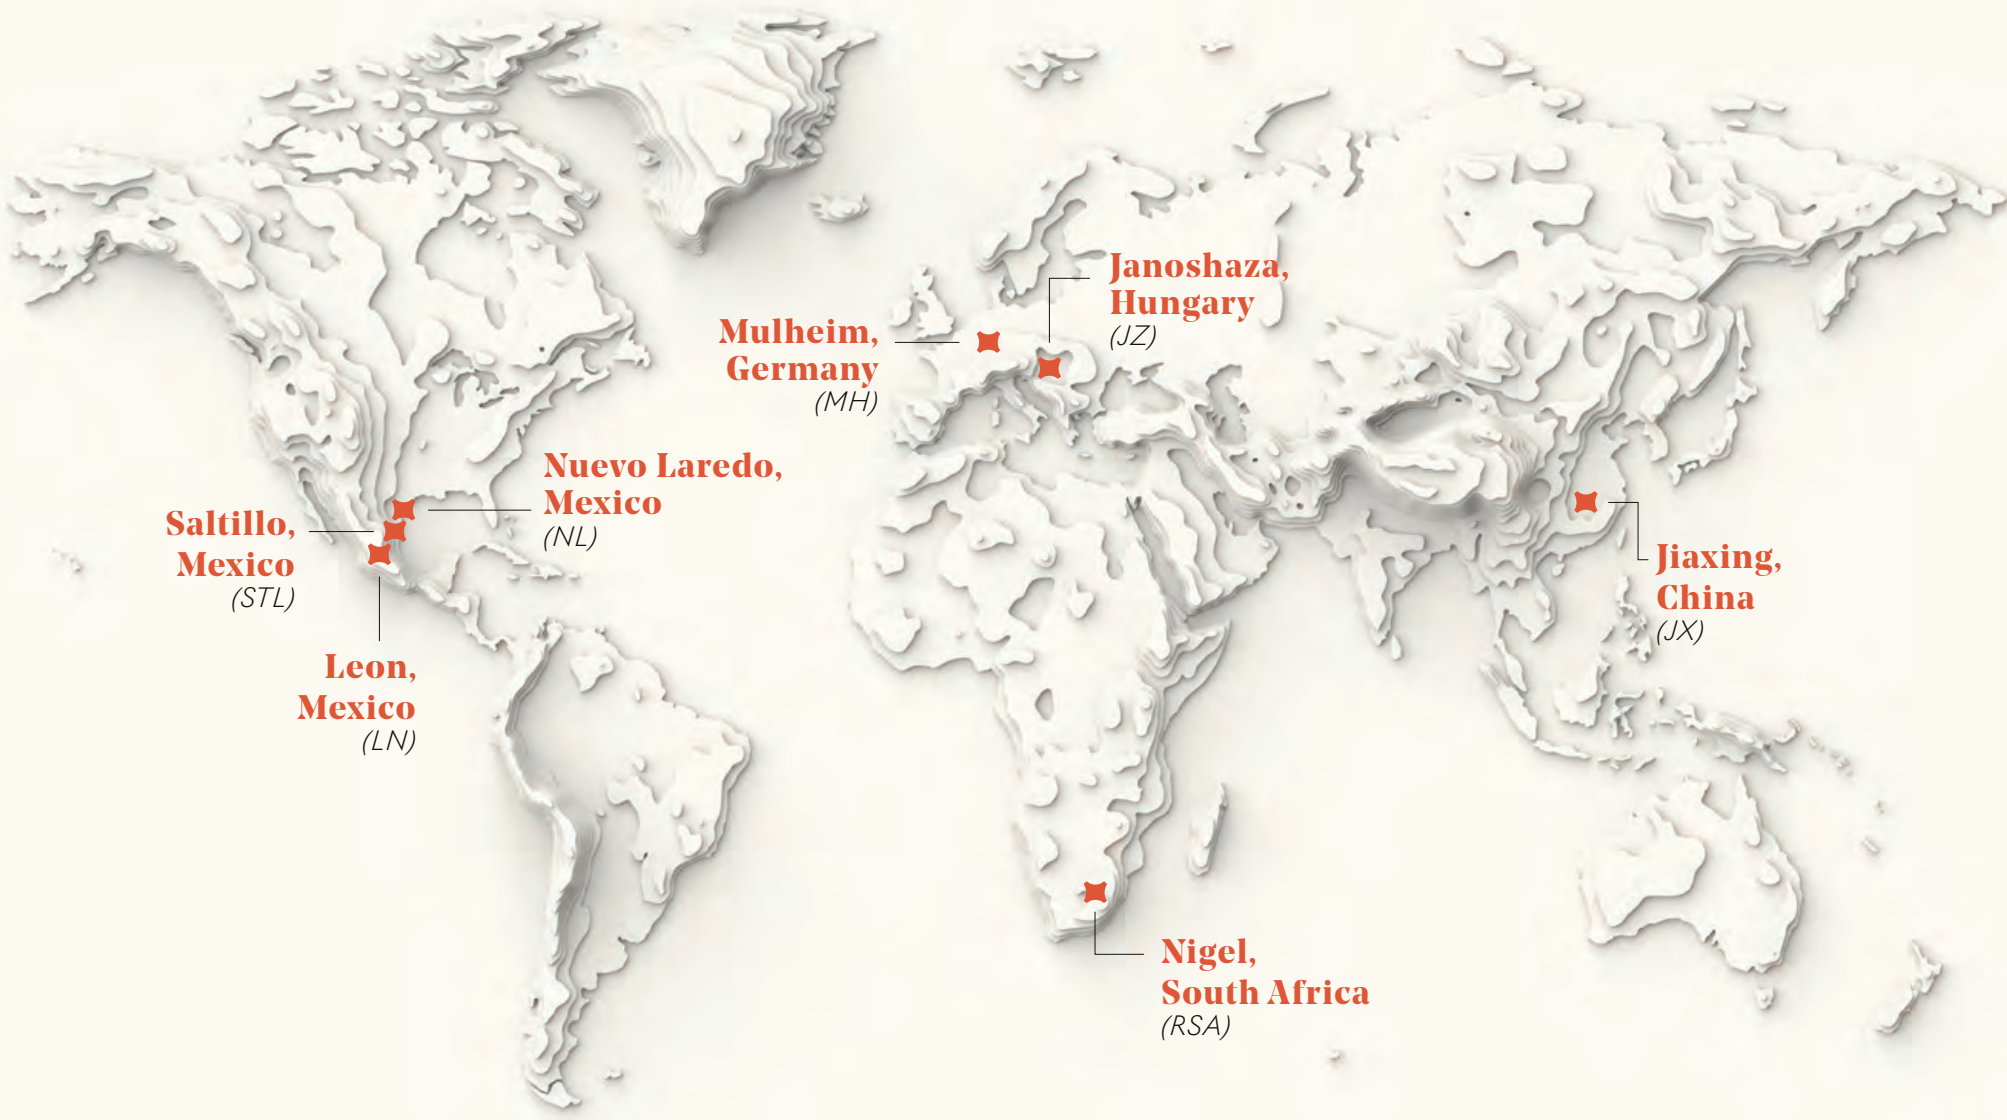 Janoshaza,
Hungary
(JZ)
Mulheim,
Germany
(MH)
Nuevo Laredo,
Mexico
(NL)
Saltillo,
Mexico
(STL)
Jiaxing,
China
(JX)
Leon,
Mexico
(LN)
Nigel,
South Africa
(RSA)